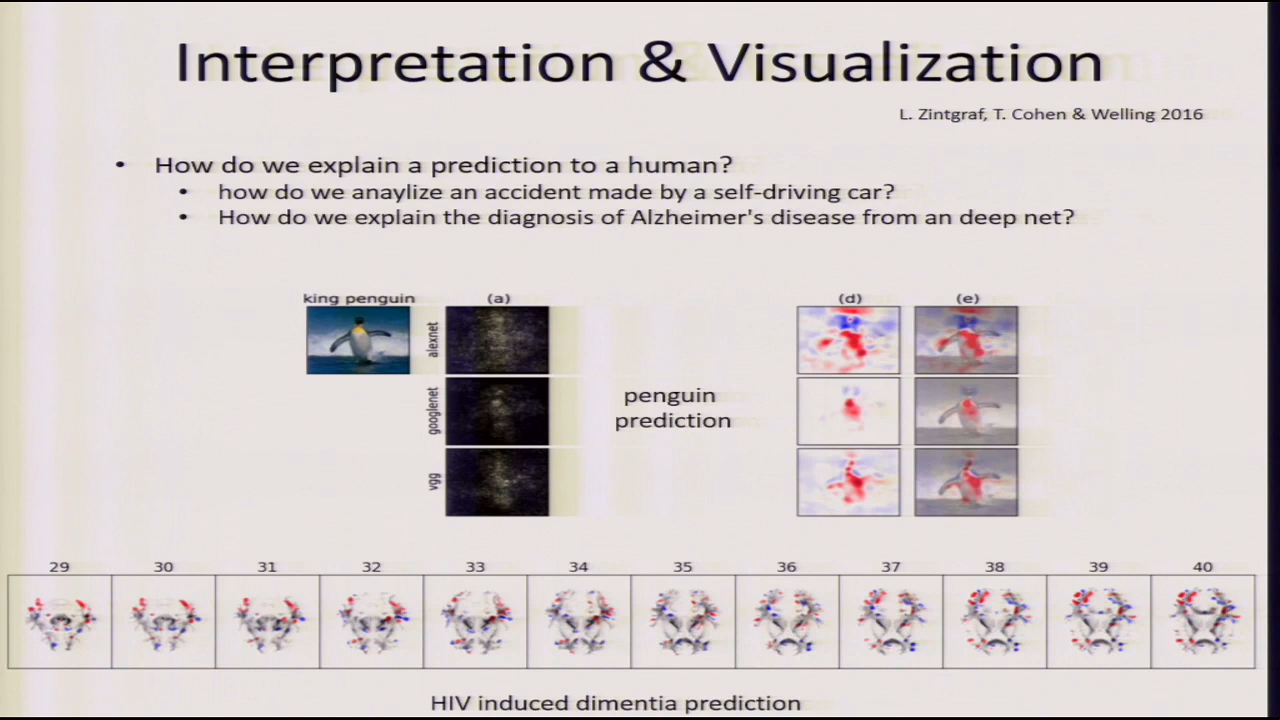 Interpretation & Visualization
L. Zintgraf, T. Cohen & Welling 2016
• How do we explain a prediction to a human?
• how do we anaylize an accident made by a self-driving car?
• How do we explain the diagnosis of Alzheimer's disease from an deep net?
king penguin (a) (d) (e)
alexnet
googlenet
vgg
penguin
prediction
29 30 31 32 33 34 35 36 37 38 39 40
HIV induced dimentia prediction